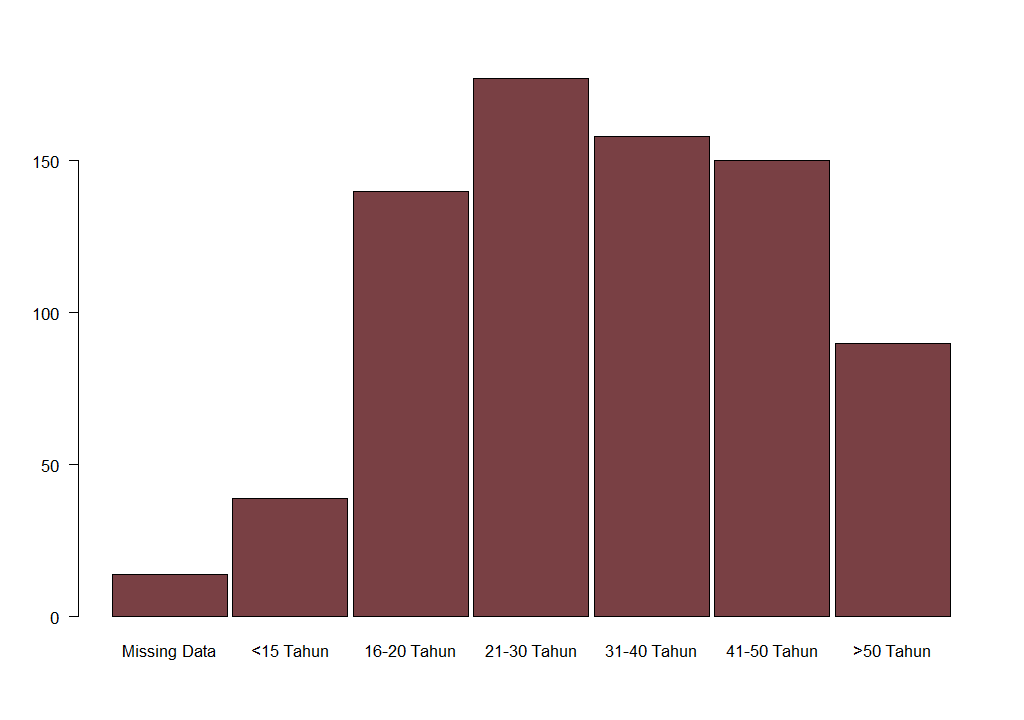 150
100
50
0
Missing Data
<15 Tahun
16-20 Tahun
21-30 Tahun
31-40 Tahun
41-50 Tahun
>50 Tahun